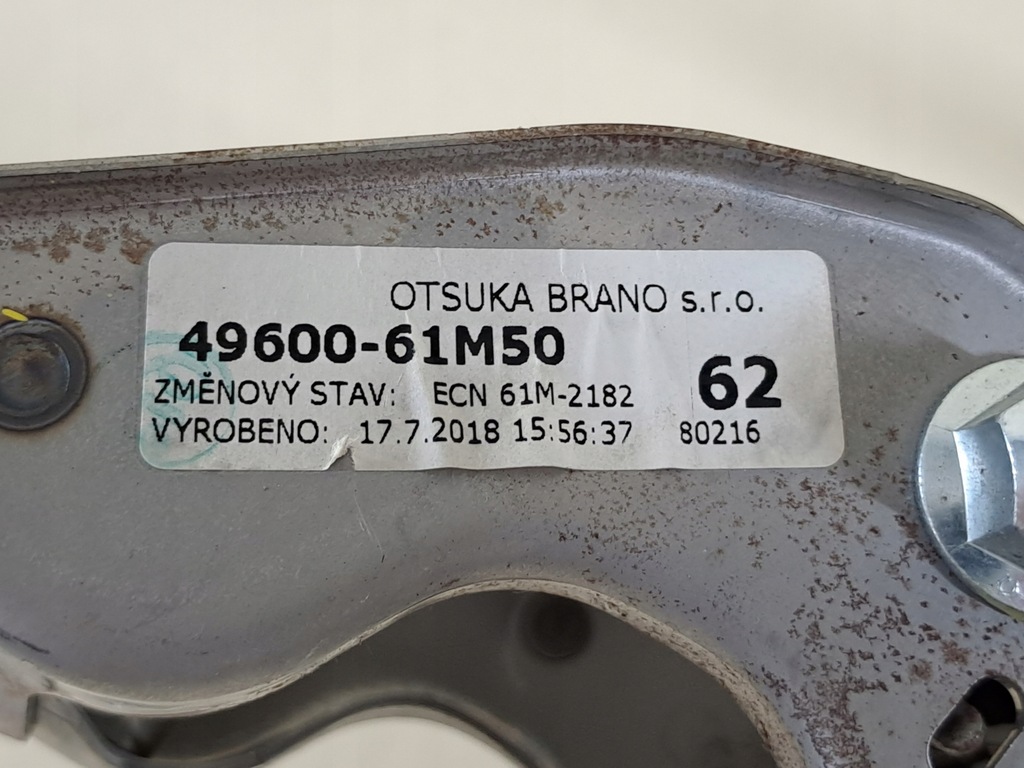 OTSUKA BRANO s.r.o.
49600-61M50
62
ZMĚNOVÝ STAV: ECN 61M-2182
VYROBENO: 17.7.2018 15:56:37 80216